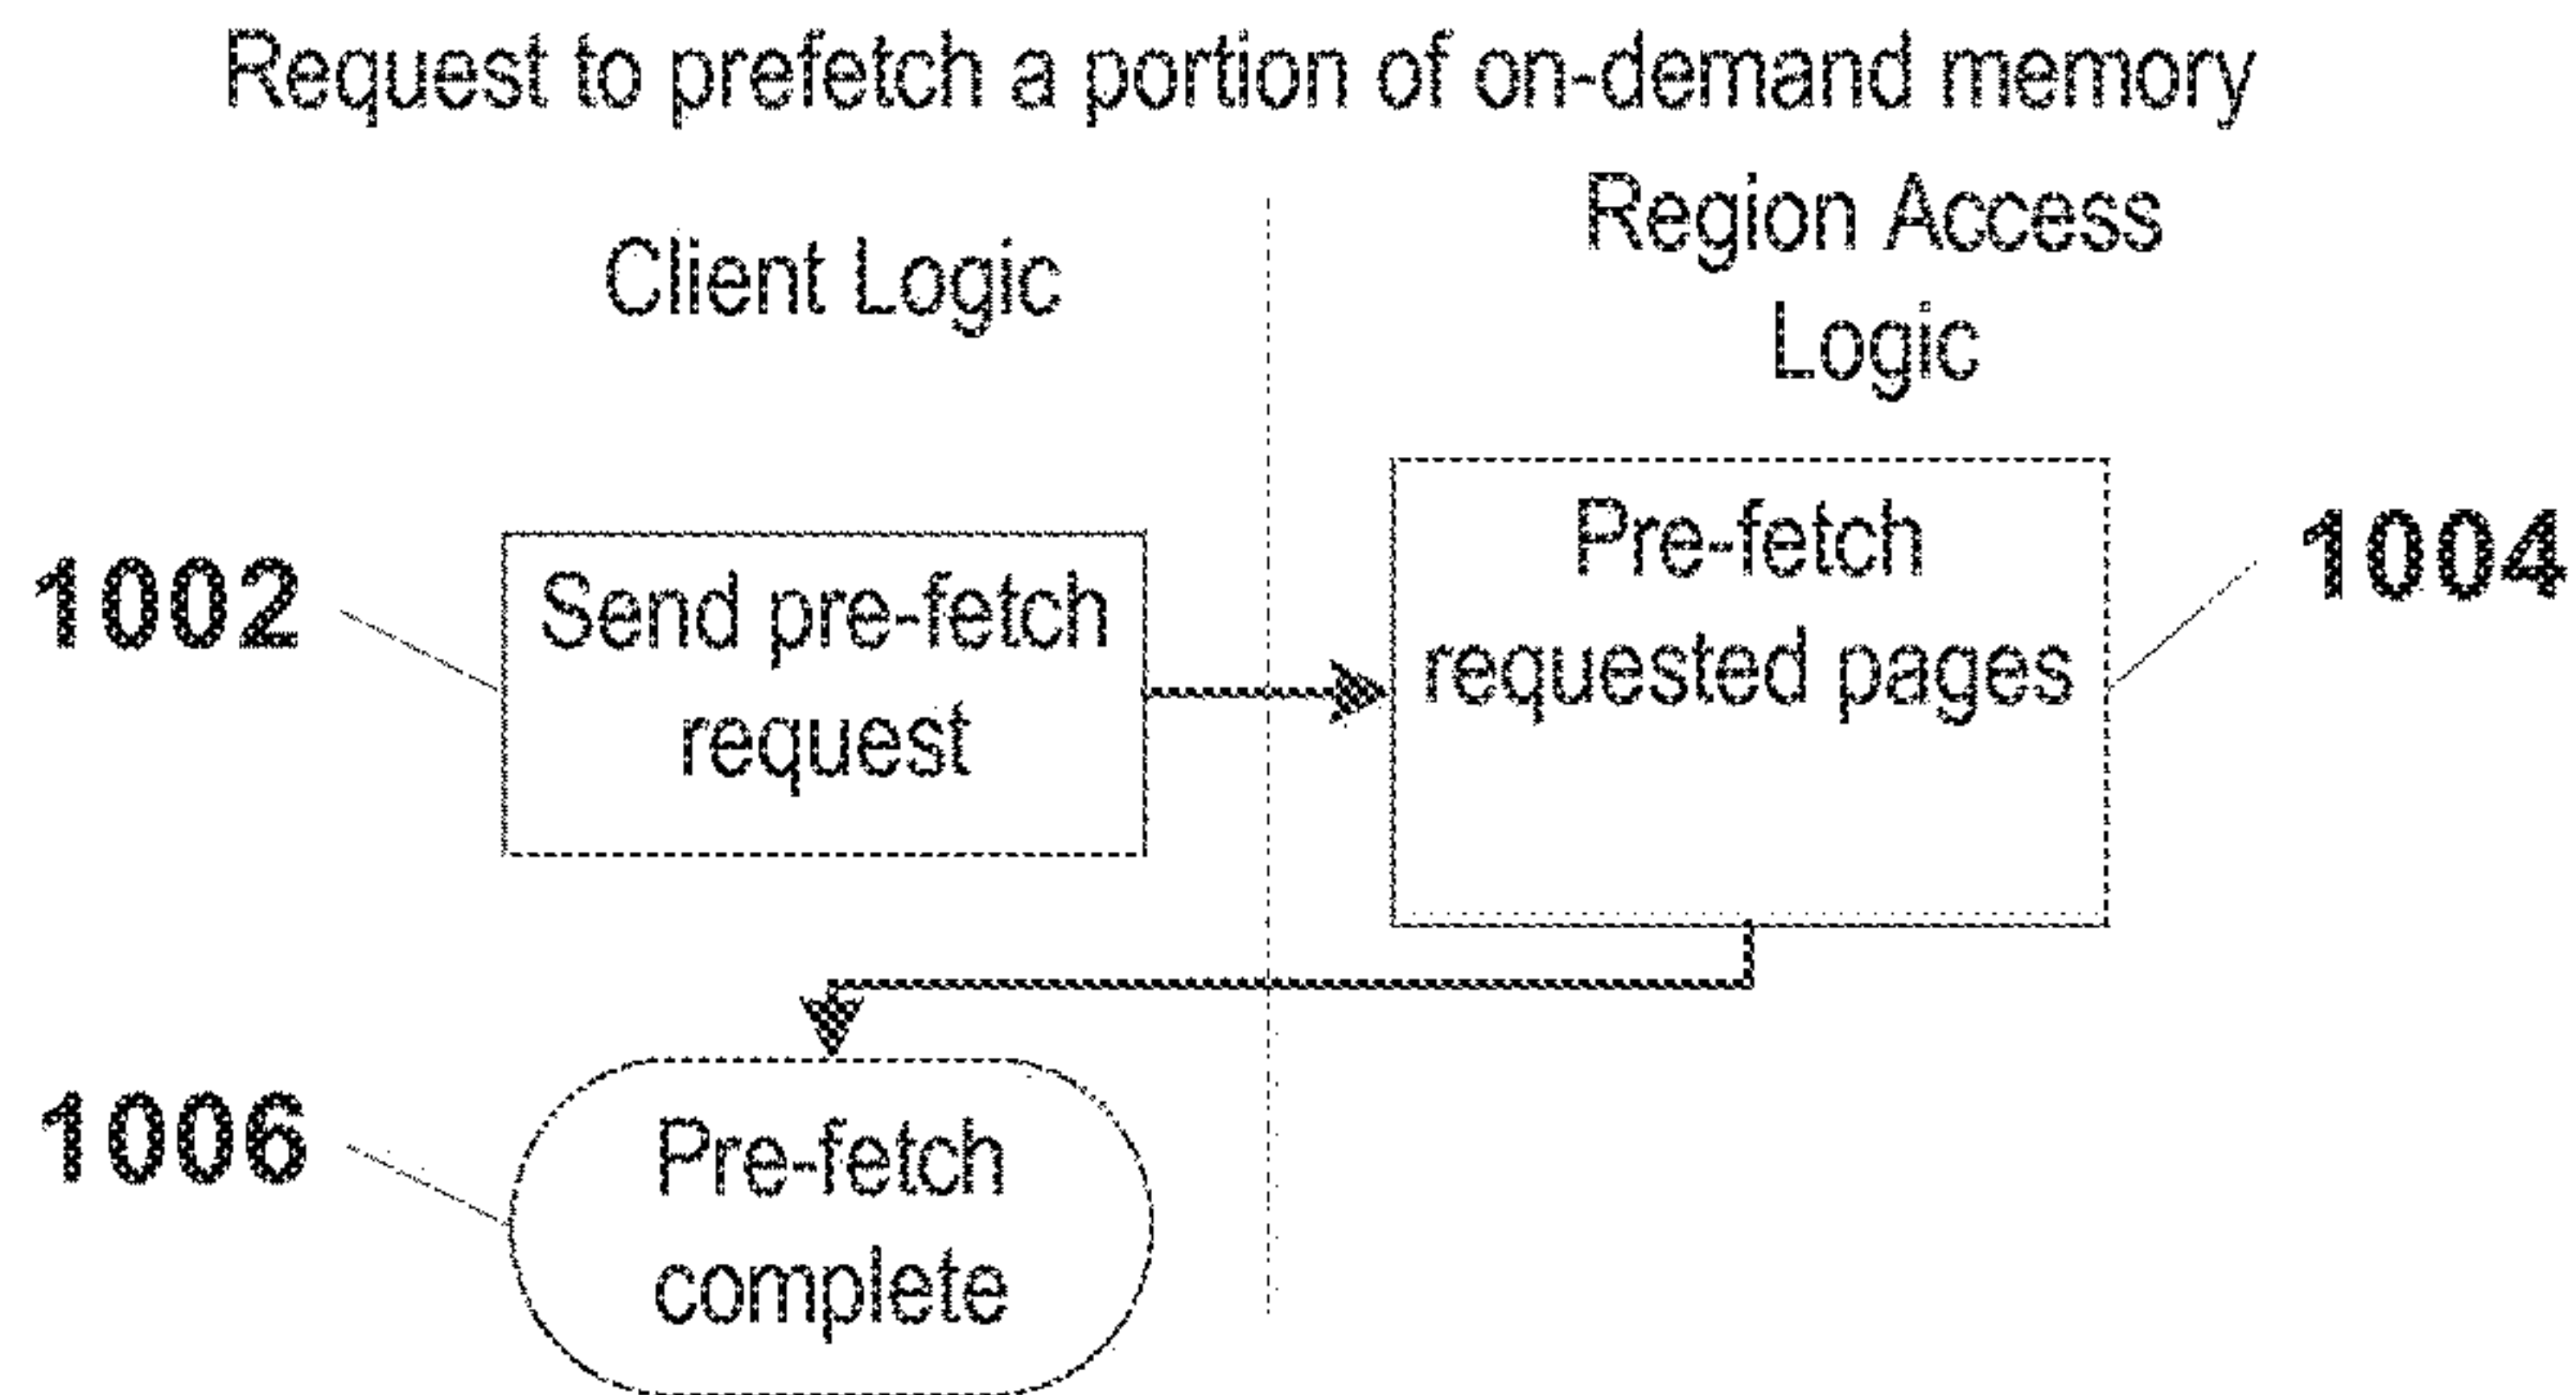 Request to prefetch a portion of on-demand memory
Client Logic
Region Access
Logic
1002
Send pre-fetch
request
Pre-fetch
requested pages
1004
1006
Pre-fetch
complete